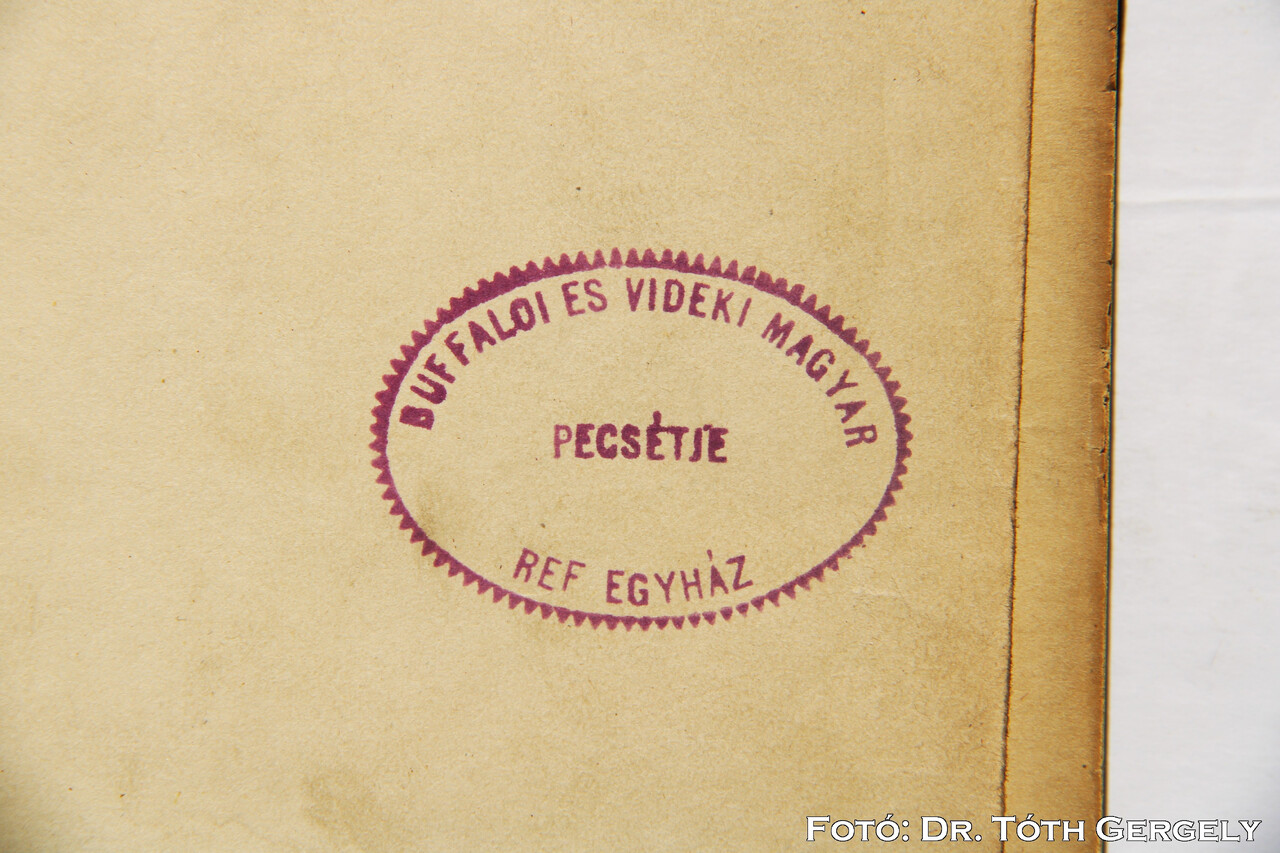 BUFFALOI ES VIDEKI MAGYAR
PECSÉTJE
REF EGYHÁZ
FOTÓ: DR. TÓTH GERGELY